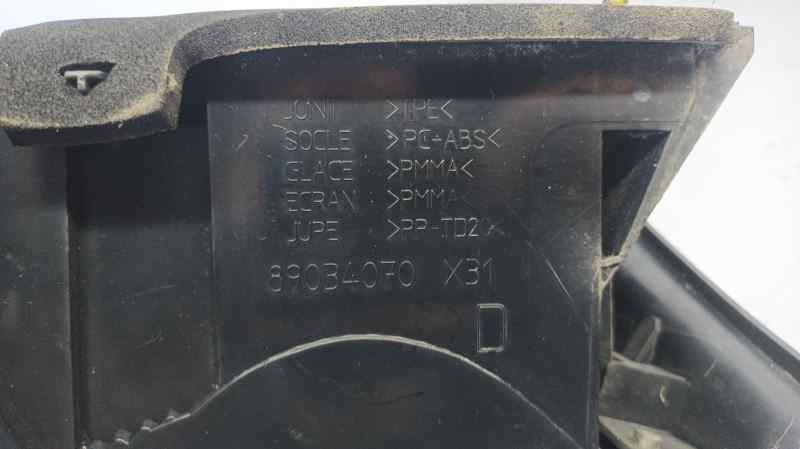 JOINT >TPE<
SOCLE >PC+ABS<
GLACE >PMMA<
ECRAN >PMMA<
JUPE >PP-TD20<
89034070 X31
D